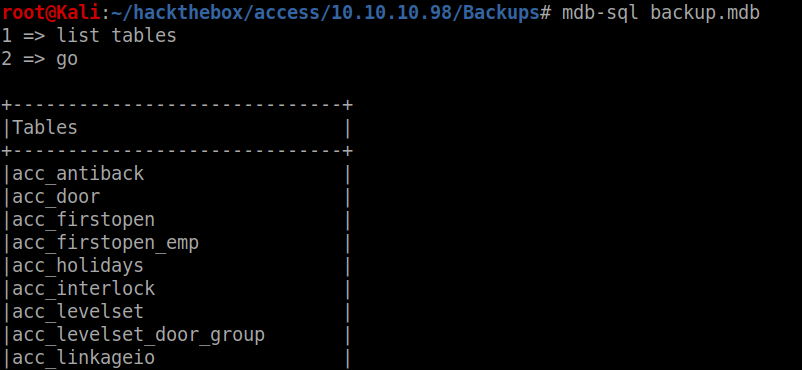 root@Kali:~/hackthebox/access/10.10.10.98/Backups# mdb-sql backup.mdb
1 => list tables
2 => go
+------------------------------+
|Tables                        |
+------------------------------+
|acc_antiback                  |
|acc_door                      |
|acc_firstopen                 |
|acc_firstopen_emp             |
|acc_holidays                  |
|acc_interlock                 |
|acc_levelset                  |
|acc_levelset_door_group       |
|acc_linkageio                 |